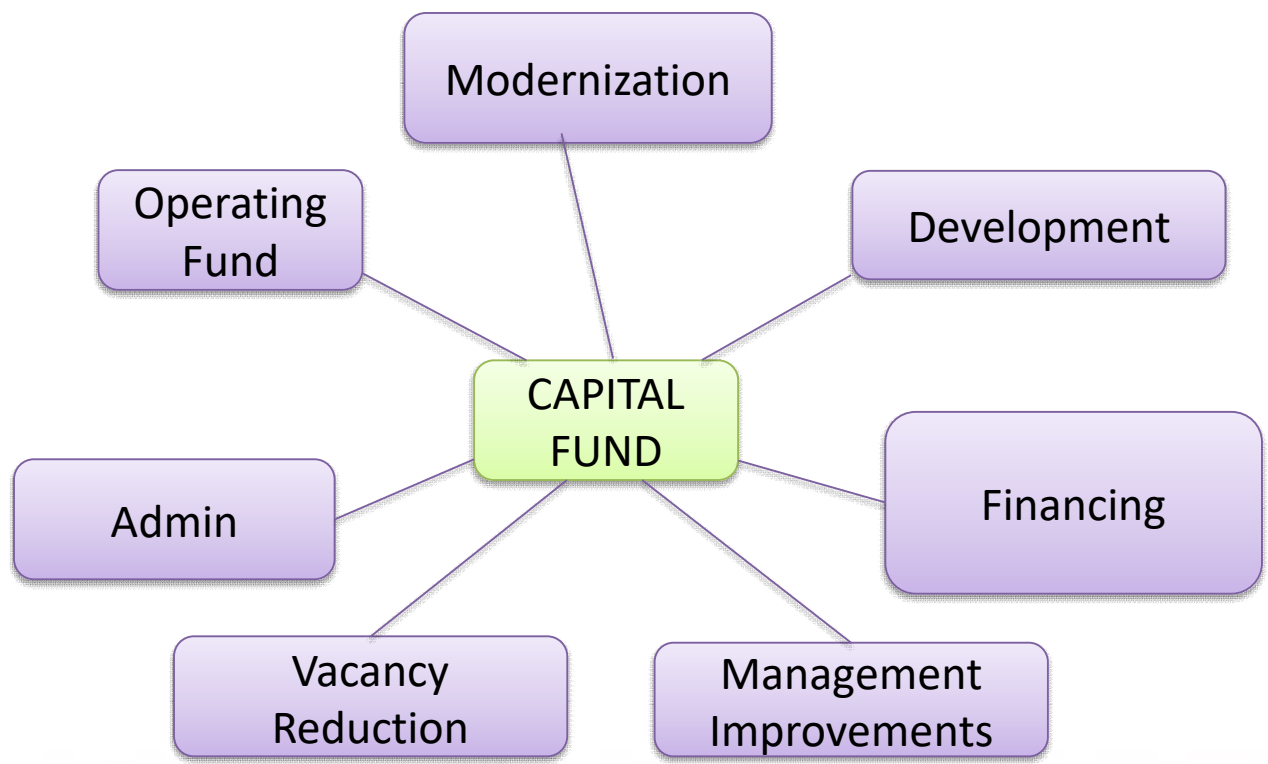 Modernization
Operating
Fund
Development
CAPITAL
FUND
Financing
Admin
Vacancy
Reduction
Management
Improvements